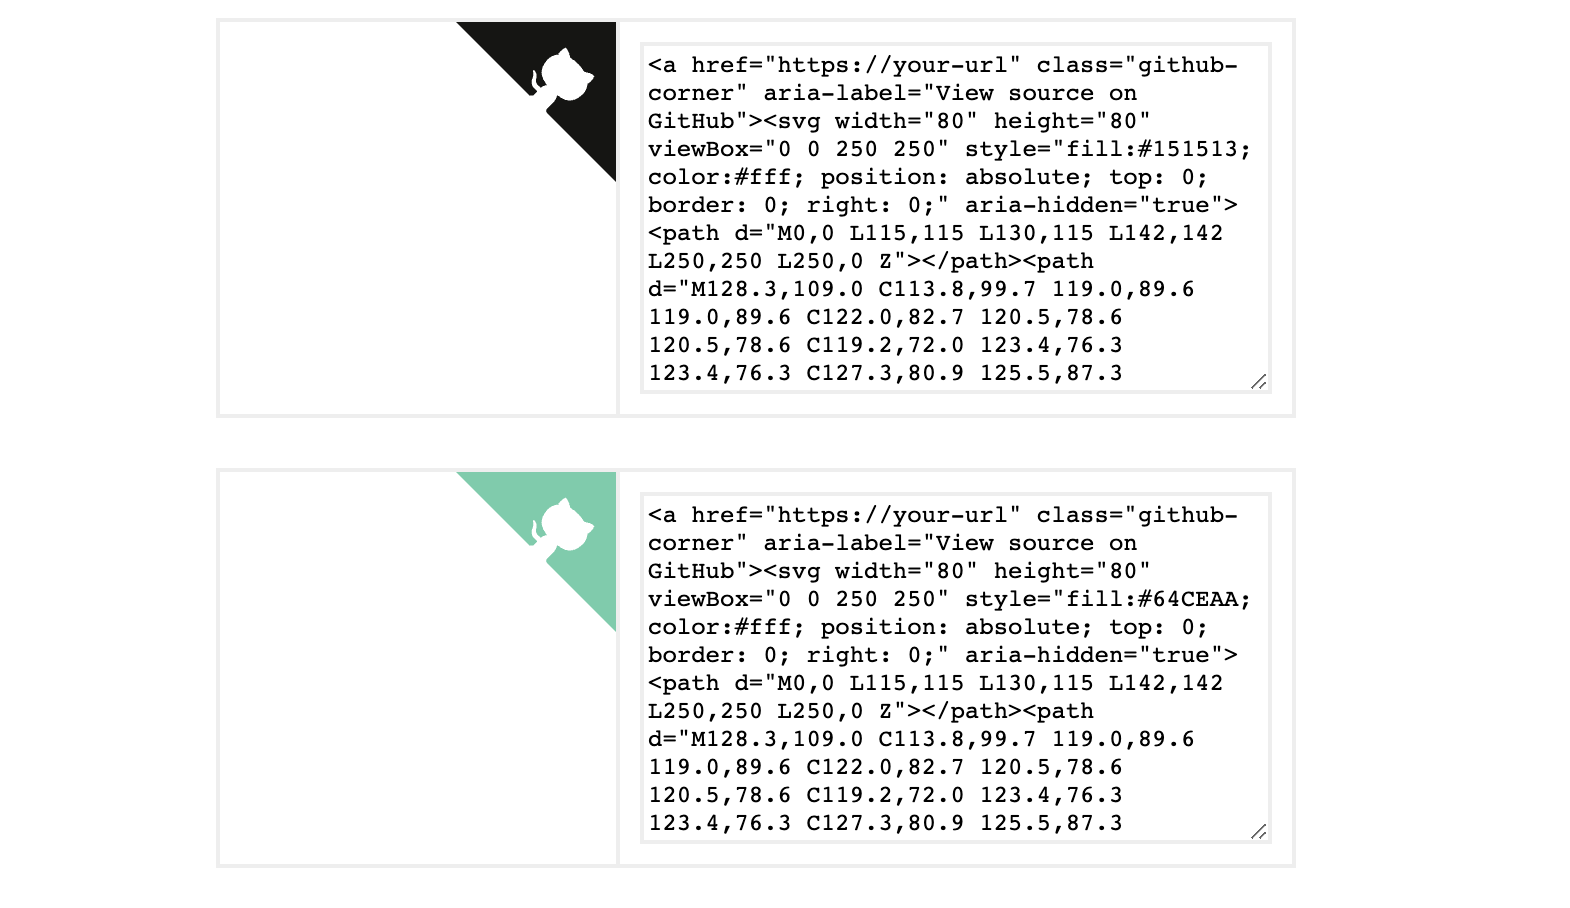 <a href="https://your-url" class="github-
corner" aria-label="View source on
GitHub"><svg width="80" height="80"
viewBox="0 0 250 250" style="fill:#151513;
color:#fff; position: absolute; top: 0;
border: 0; right: 0;" aria-hidden="true">
<path d="M0,0 L115,115 L130,115 L142,142
L250,250 L250,0 Z"></path><path
d="M128.3,109.0 C113.8,99.7 119.0,89.6
119.0,89.6 C122.0,82.7 120.5,78.6
120.5,78.6 C119.2,72.0 123.4,76.3
123.4,76.3 C127.3,80.9 125.5,87.3
<a href="https://your-url" class="github-
corner" aria-label="View source on
GitHub"><svg width="80" height="80"
viewBox="0 0 250 250" style="fill:#64CEAA;
color:#fff; position: absolute; top: 0;
border: 0; right: 0;" aria-hidden="true">
<path d="M0,0 L115,115 L130,115 L142,142
L250,250 L250,0 Z"></path><path
d="M128.3,109.0 C113.8,99.7 119.0,89.6
119.0,89.6 C122.0,82.7 120.5,78.6
120.5,78.6 C119.2,72.0 123.4,76.3
123.4,76.3 C127.3,80.9 125.5,87.3